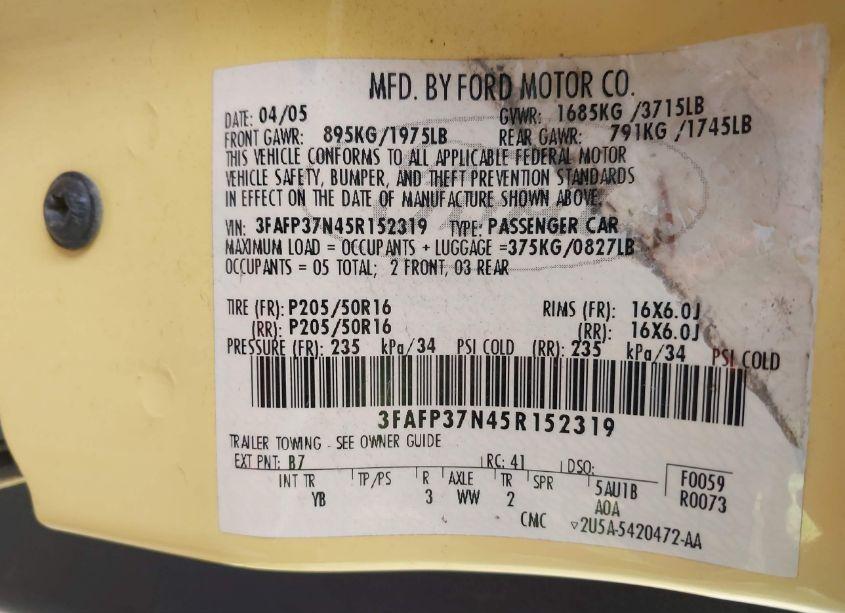 MFD. BY FORD MOTOR CO.
DATE: 04/05 GVWR: 1685KG /3715LB
FRONT GAWR: 895KG/1975LB REAR GAWR: 791KG /1745LB
THIS VEHICLE CONFORMS TO ALL APPLICABLE FEDERAL MOTOR
VEHICLE SAFETY, BUMPER, AND THEFT PREVENTION STANDARDS
IN EFFECT ON THE DATE OF MANUFACTURE SHOWN ABOVE.
VIN: 3FAFP37N45R152319 TYPE: PASSENGER CAR
MAXIMUM LOAD = OCCUPANTS + LUGGAGE =375KG/0827LB
OCCUPANTS = 05 TOTAL; 2 FRONT, 03 REAR
TIRE (FR): P205/50R16 RIMS (FR): 16X6.0J
(RR): P205/50R16 (RR): 16X6.0J
PRESSURE (FR): 235 kPa/34 PSI COLD (RR): 235 kPa/34 PSI COLD
3FAFP37N45R152319
TRAILER TOWING - SEE OWNER GUIDE
EXT PNT: B7 RC: 41 DSO: F0059
INT TR TP/PS R AXLE TR SPR 5AU1B R0073
YB 3 WW 2 A0A
CMC ▽2U5A-5420472-AA